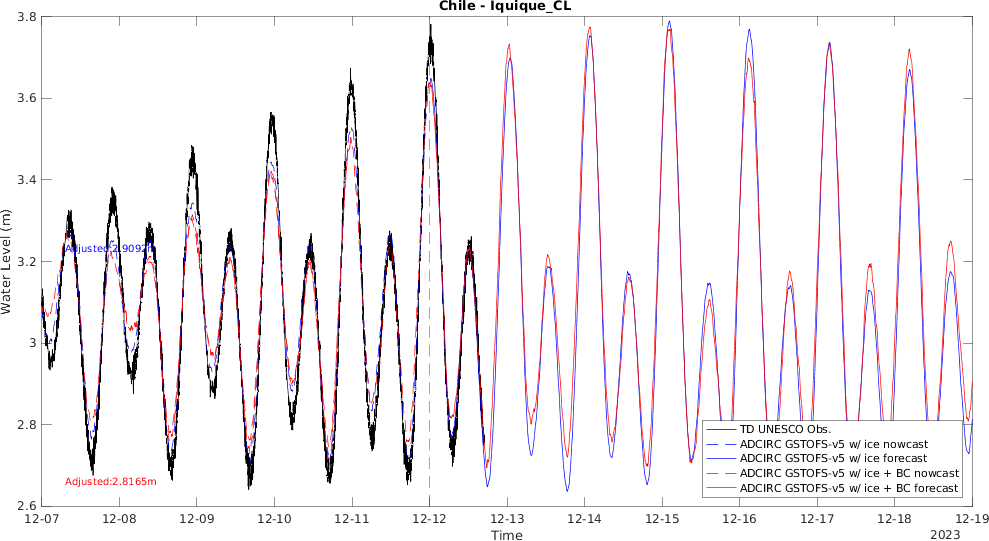 Chile - Iquique_CL
Water Level (m)
3.8
3.6
3.4
3.2
3
2.8
2.6
Adjusted:2.9092m
Adjusted:2.8165m
TD UNESCO Obs.
ADCIRC GSTOFS-v5 w/ ice nowcast
ADCIRC GSTOFS-v5 w/ ice forecast
ADCIRC GSTOFS-v5 w/ ice + BC nowcast
ADCIRC GSTOFS-v5 w/ ice + BC forecast
12-07 12-08 12-09 12-10 12-11 12-12 12-13 12-14 12-15 12-16 12-17 12-18 12-19
Time
2023